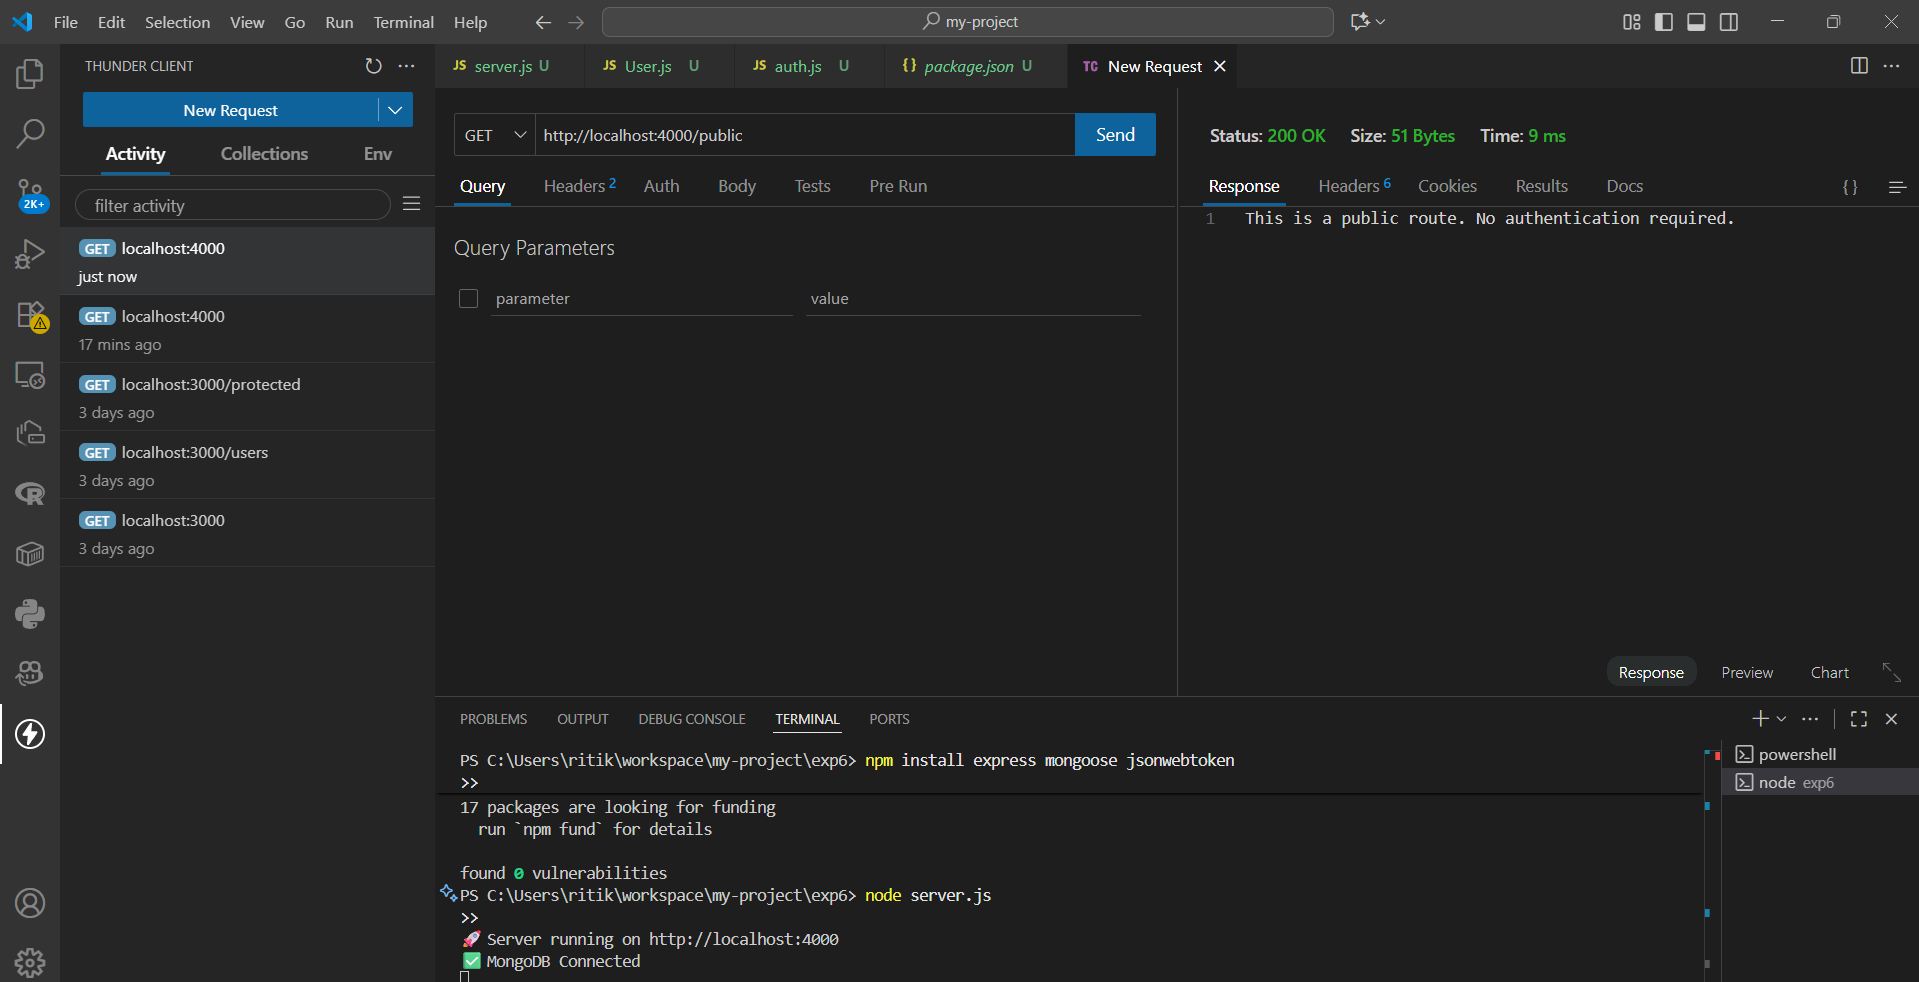 File Edit Selection View Go Run Terminal Help
my-project
THUNDER CLIENT
New Request
Activity Collections Env
filter activity
GET localhost:4000
just now
GET localhost:4000
17 mins ago
GET localhost:3000/protected
3 days ago
GET localhost:3000/users
3 days ago
GET localhost:3000
3 days ago
2K+
JS server.js U JS User.js U JS auth.js U {} package.json U TC New Request
GET http://localhost:4000/public Send
Query Headers 2 Auth Body Tests Pre Run
Query Parameters
parameter value
Status: 200 OK Size: 51 Bytes Time: 9 ms
Response Headers 6 Cookies Results Docs {}
1 This is a public route. No authentication required.
Response Preview Chart
PROBLEMS OUTPUT DEBUG CONSOLE TERMINAL PORTS
PS C:\Users\ritik\workspace\my-project\exp6> npm install express mongoose jsonwebtoken
>>
17 packages are looking for funding
run `npm fund` for details
found 0 vulnerabilities
PS C:\Users\ritik\workspace\my-project\exp6> node server.js
>>
🚀 Server running on http://localhost:4000
✅ MongoDB Connected
powershell
node exp6